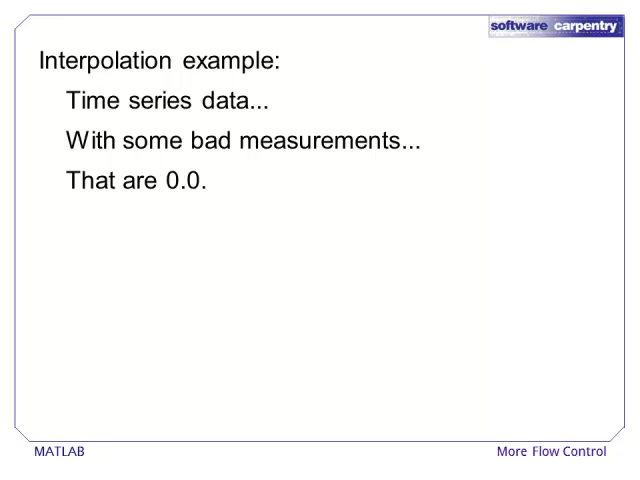 software carpentry
Interpolation example:
Time series data...
With some bad measurements...
That are 0.0.
MATLAB
More Flow Control